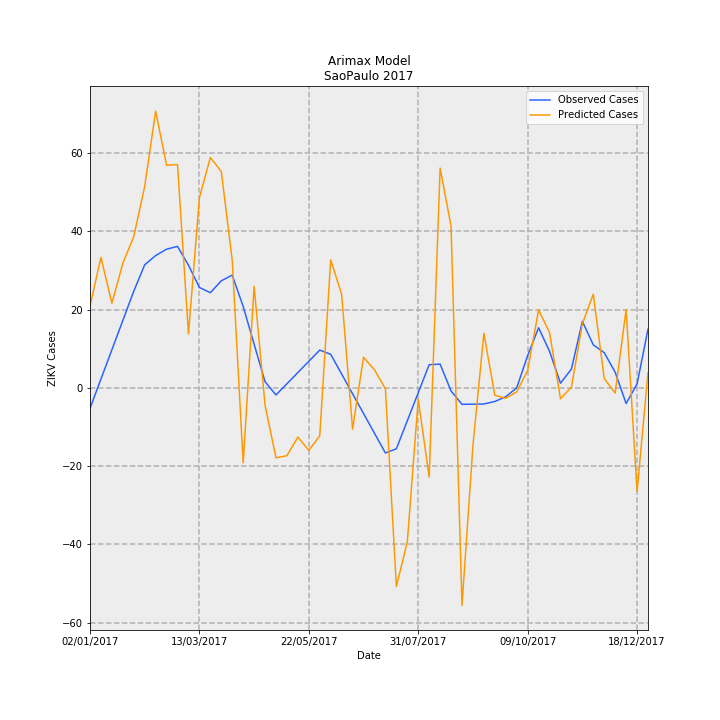 Arimax Model
SaoPaulo 2017
Observed Cases
Predicted Cases
ZIKV Cases
60
40
20
0
−20
−40
−60
02/01/2017
13/03/2017
22/05/2017
31/07/2017
09/10/2017
18/12/2017
Date